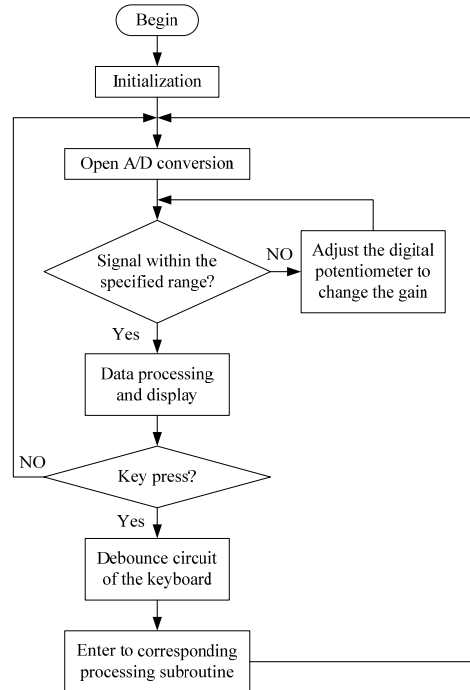 Begin
Initialization
Open A/D conversion
Signal within the
specified range?
NO
Adjust the digital
potentiometer to
change the gain
Yes
Data processing
and display
NO
Key press?
Yes
Debounce circuit
of the keyboard
Enter to corresponding
processing subroutine